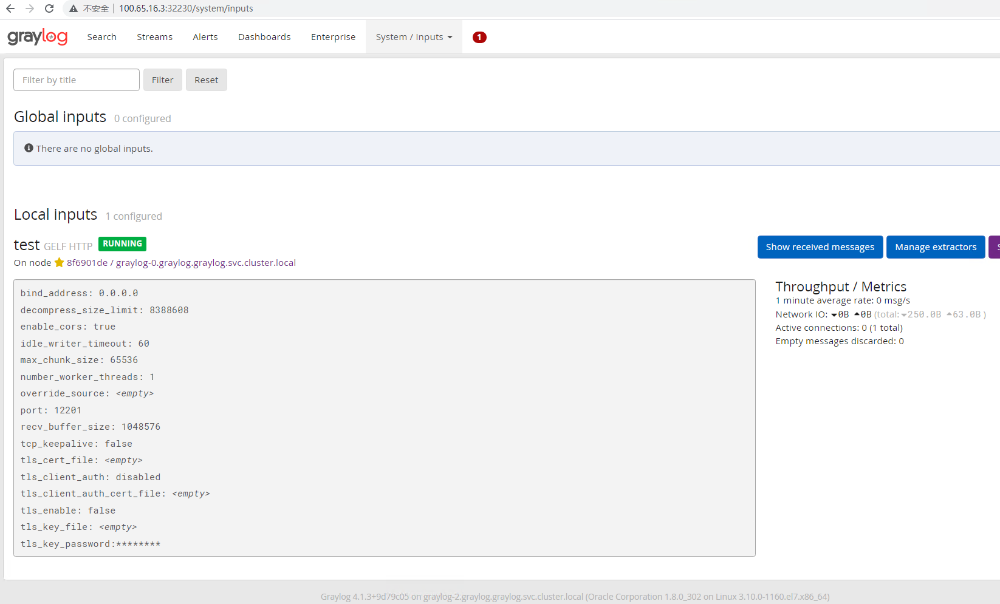 不安全 100.65.16.3:32230/system/inputs
graylog Search Streams Alerts Dashboards Enterprise System / Inputs 1
Filter by title Filter Reset
Global inputs 0 configured
There are no global inputs.
Local inputs 1 configured
test GELF HTTP RUNNING
Show received messages Manage extractors
On node 8f6901de / graylog-0.graylog.graylog.svc.cluster.local
bind_address: 0.0.0.0
decompress_size_limit: 8388608
enable_cors: true
idle_writer_timeout: 60
max_chunk_size: 65536
number_worker_threads: 1
override_source: <empty>
port: 12201
recv_buffer_size: 1048576
tcp_keepalive: false
tls_cert_file: <empty>
tls_client_auth: disabled
tls_client_auth_cert_file: <empty>
tls_enable: false
tls_key_file: <empty>
tls_key_password:********
Throughput / Metrics
1 minute average rate: 0 msg/s
Network IO: 0B 0B (total: 250.0B 63.0B )
Active connections: 0 (1 total)
Empty messages discarded: 0
Graylog 4.1.3+9d79c05 on graylog-2.graylog.graylog.svc.cluster.local (Oracle Corporation 1.8.0_302 on Linux 3.10.0-1160.el7.x86_64)